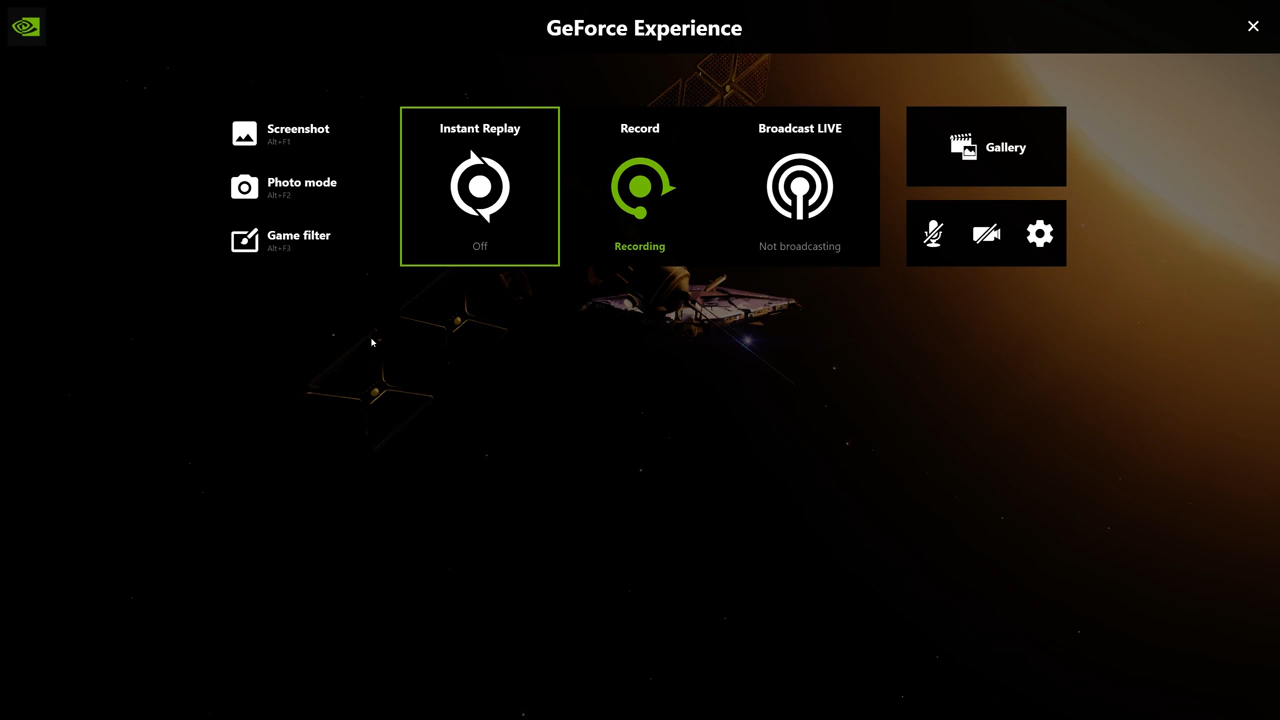 GeForce Experience
Screenshot
Alt+F1
Photo mode
Alt+F2
Game filter
Alt+F3
Instant Replay
Off
Record
Recording
Broadcast LIVE
Not broadcasting
Gallery